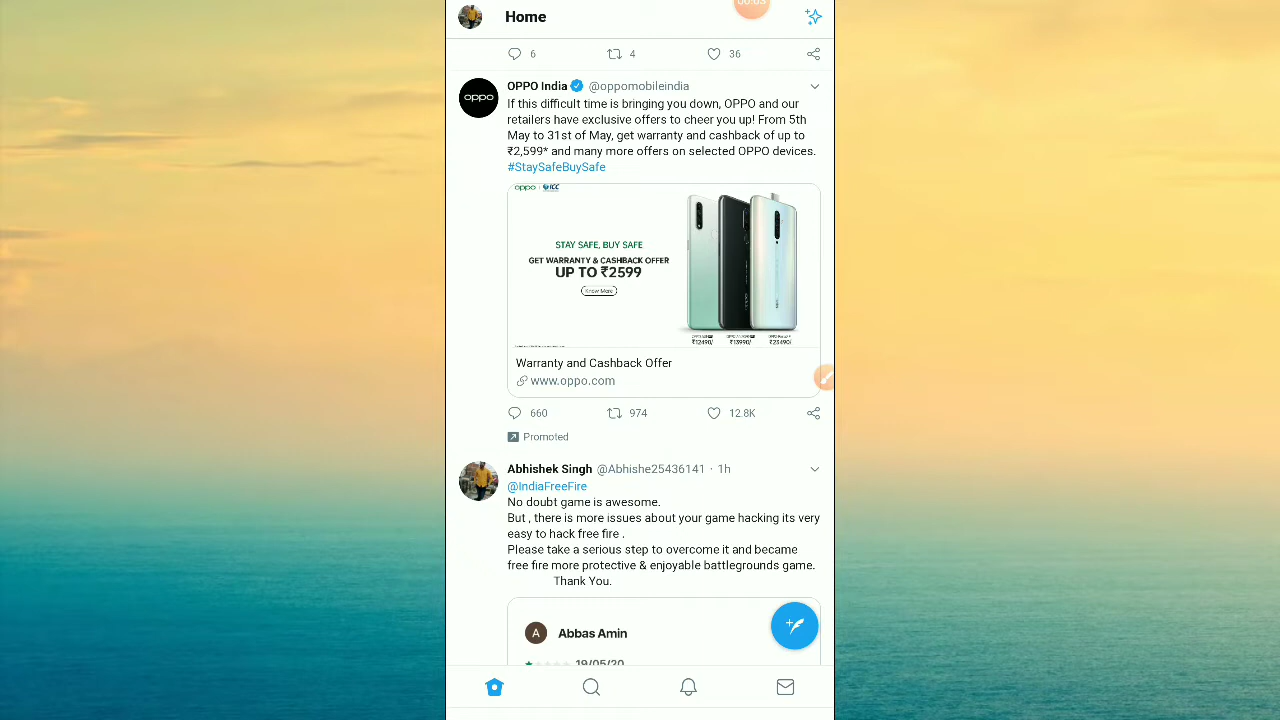 00:03
Home
6 4 36
OPPO India @oppomobileindia
If this difficult time is bringing you down, OPPO and our
retailers have exclusive offers to cheer you up! From 5th
May to 31st of May, get warranty and cashback of up to
₹2,599* and many more offers on selected OPPO devices.
#StaySafeBuySafe
oppo
oppo ICC
STAY SAFE, BUY SAFE
GET WARRANTY & CASHBACK OFFER
UP TO ₹2599
Know More
₹12490/ ₹13990/ ₹23490/
Warranty and Cashback Offer
www.oppo.com
660 974 12.8K
Promoted
Abhishek Singh @Abhishe25436141 · 1h
@IndiaFreeFire
No doubt game is awesome.
But , there is more issues about your game hacking its very
easy to hack free fire .
Please take a serious step to overcome it and became
free fire more protective & enjoyable battlegrounds game.
Thank You.
A Abbas Amin
19/05/20